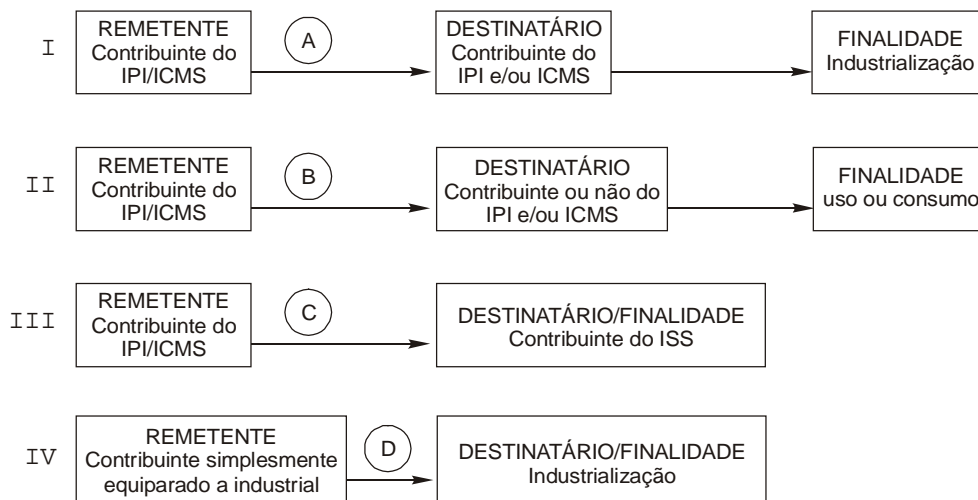 I
REMETENTE
Contribuinte do
IPI/ICMS
A
DESTINATÁRIO
Contribuinte do
IPI e/ou ICMS
FINALIDADE
Industrialização
II
REMETENTE
Contribuinte do
IPI/ICMS
B
DESTINATÁRIO
Contribuinte ou não do
IPI e/ou ICMS
FINALIDADE
uso ou consumo
III
REMETENTE
Contribuinte do
IPI/ICMS
C
DESTINATÁRIO/FINALIDADE
Contribuinte do ISS
IV
REMETENTE
Contribuinte simplesmente
equiparado a industrial
D
DESTINATÁRIO/FINALIDADE
Industrialização